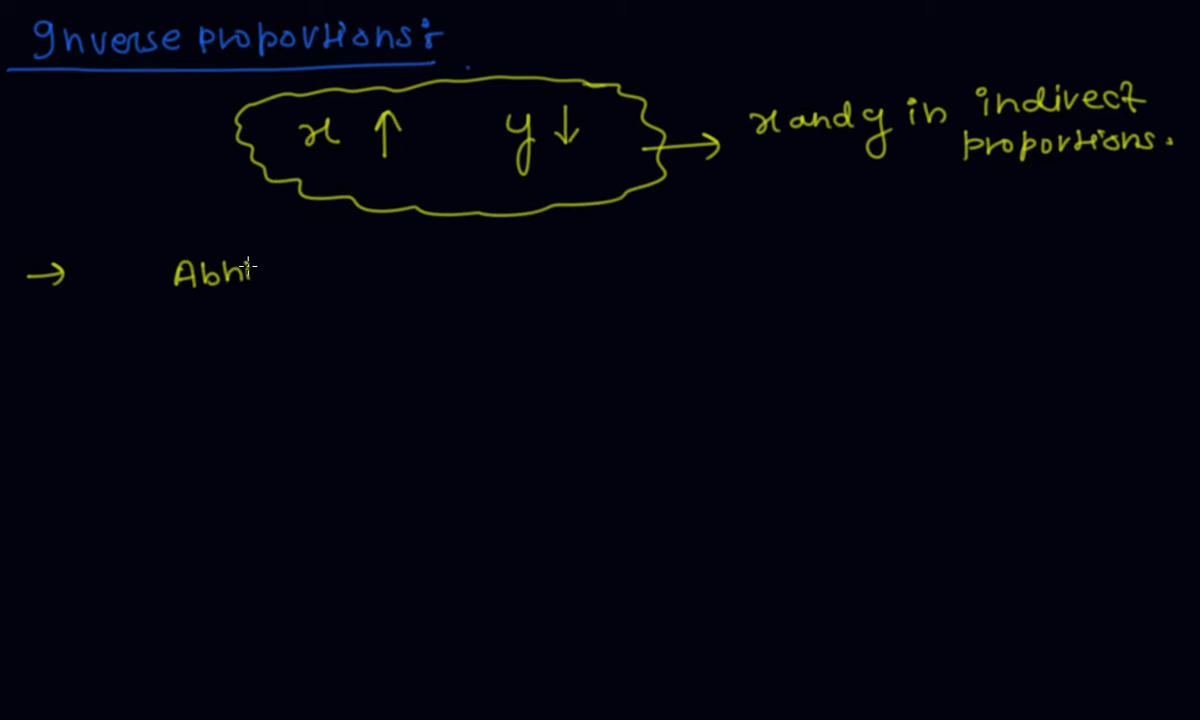 Inverse proportions:
x ↑ y ↓ → x and y in indirect
proportions.
→ Abhi